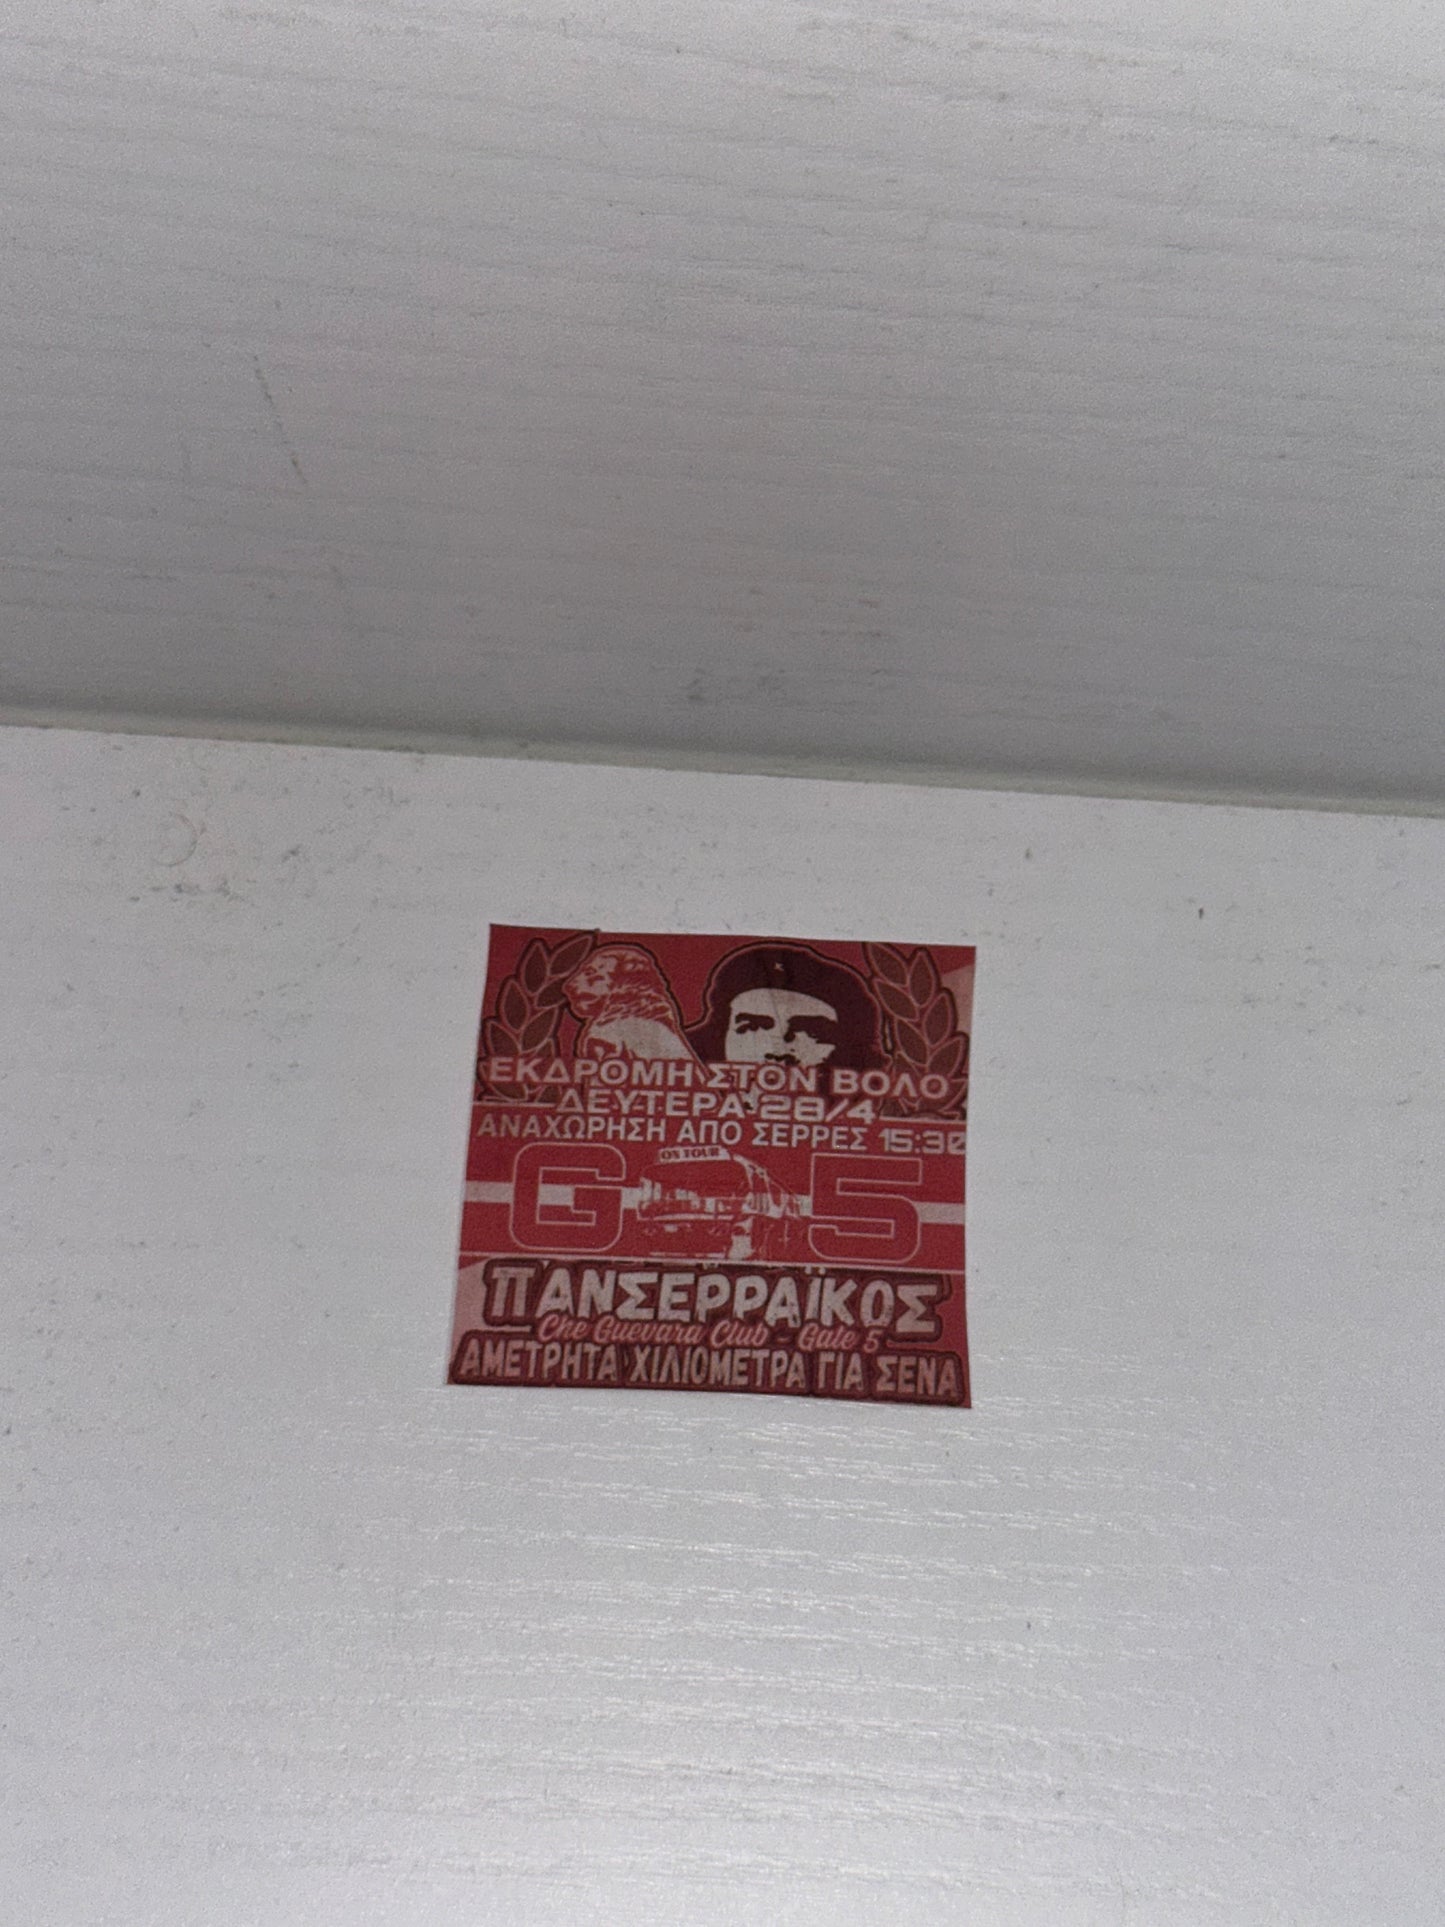 ΕΚΔΡΟΜΗ ΣΤΟΝ ΒΟΛΟ
ΔΕΥΤΕΡΑ 28/4
ΑΝΑΧΩΡΗΣΗ ΑΠΟ ΣΕΡΡΕΣ 15:30
ON TOUR
G 5
ΠΑΝΣΕΡΡΑΪΚΟΣ
Che Guevara Club - Gate 5
ΑΜΕΤΡΗΤΑ ΧΙΛΙΟΜΕΤΡΑ ΓΙΑ ΣΕΝΑ